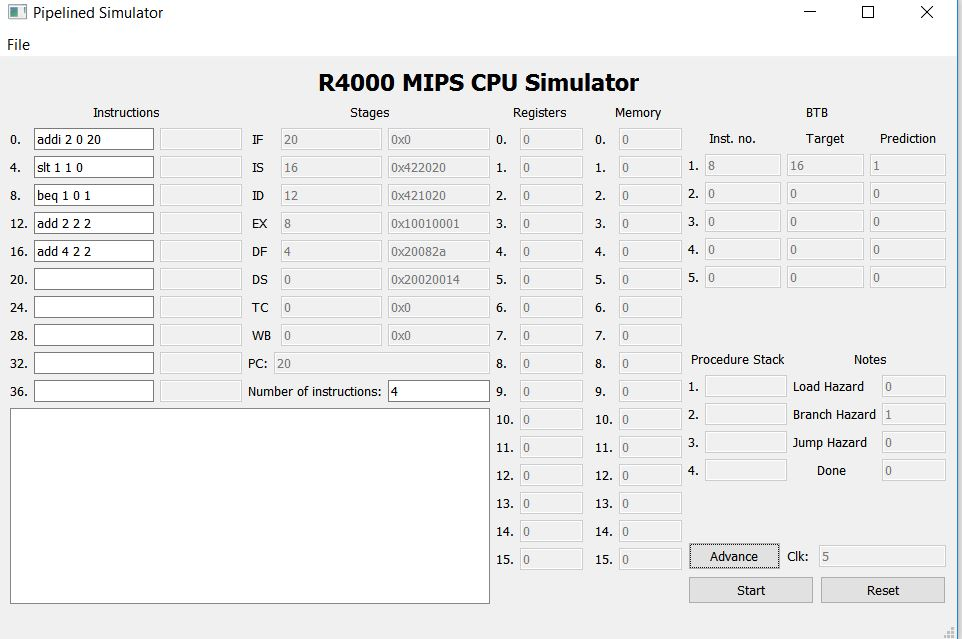 Pipelined Simulator
File
R4000 MIPS CPU Simulator
Instructions Stages Registers Memory BTB
Inst. no. Target Prediction
0. addi 2 0 20 IF 20 0x0 0. 0 0. 0
4. slt 1 1 0 IS 16 0x422020 1. 0 1. 0 1. 8 16 1
8. beq 1 0 1 ID 12 0x421020 2. 0 2. 0 2. 0 0 0
12. add 2 2 2 EX 8 0x10010001 3. 0 3. 0 3. 0 0 0
16. add 4 2 2 DF 4 0x20082a 4. 0 4. 0 4. 0 0 0
20. DS 0 0x20020014 5. 0 5. 0 5. 0 0 0
24. TC 0 0x0 6. 0 6. 0
28. WB 0 0x0 7. 0 7. 0
Procedure Stack Notes
32. PC: 20 8. 0 8. 0
36. Number of instructions: 4 9. 0 9. 0 1. Load Hazard 0
10. 0 10. 0 2. Branch Hazard 1
11. 0 11. 0 3. Jump Hazard 0
12. 0 12. 0 4. Done 0
13. 0 13. 0
14. 0 14. 0
15. 0 15. 0 Advance Clk: 5
Start Reset